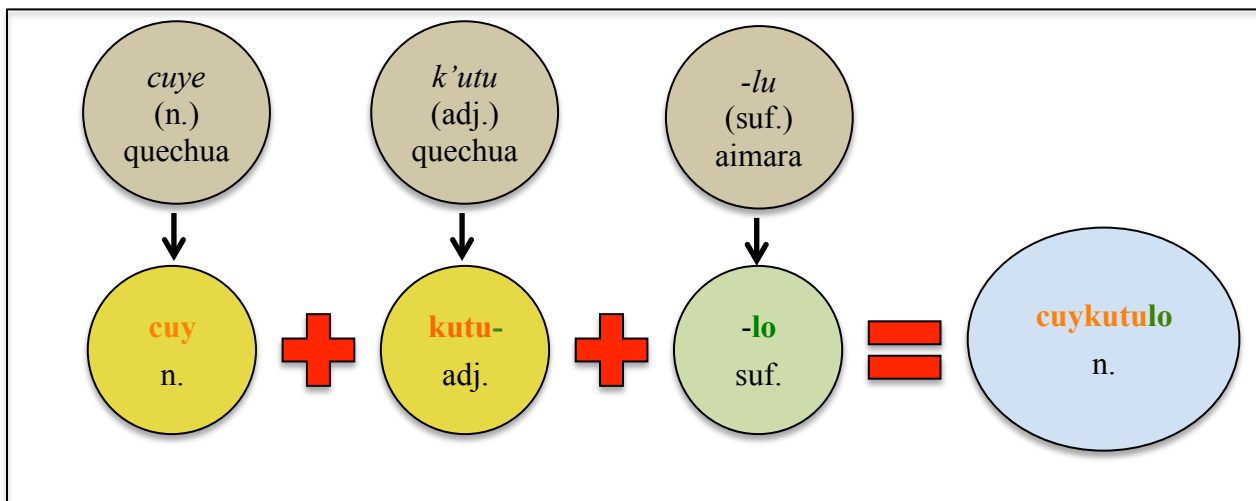 cuye
(n.)
quechua
k’utu
(adj.)
quechua
-lu
(suf.)
aimara
cuy
n.
kutu-
adj.
-lo
suf.
cuykutulo
n.